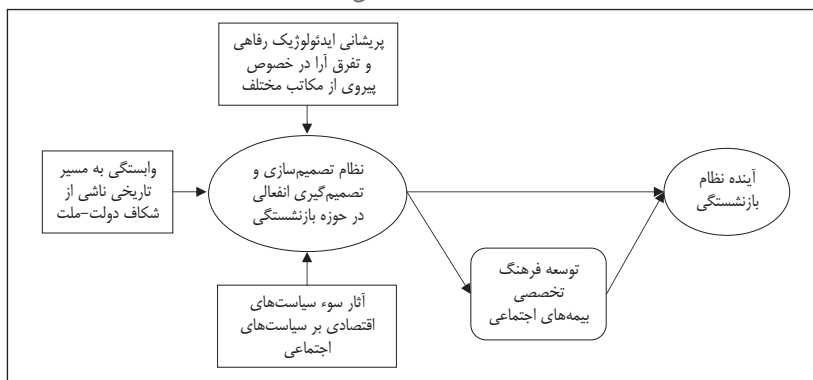 پریشانی ایدئولوژیک رفاهی
و تفرق آرا در خصوص
پیروی از مکاتب مختلف
آینده نظام
بازنشستگی
نظام تصمیم‌سازی و
تصمیم‌گیری انفعالی
در حوزه بازنشستگی
وابستگی به مسیر
تاریخی ناشی از
شکاف دولت–ملت
توسعه فرهنگ
تخصصی
بیمه‌های اجتماعی
آثار سوء سیاست‌های
اقتصادی بر سیاست‌های
اجتماعی